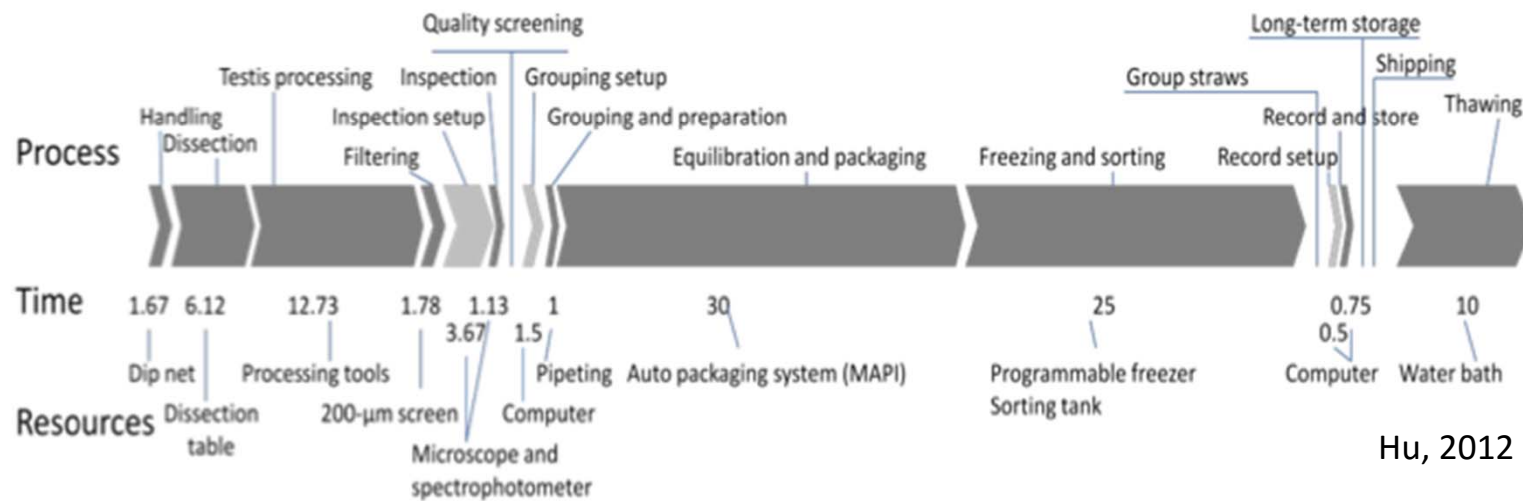 Quality screening
Long-term storage
Testis processing
Inspection
Grouping setup
Group straws
Shipping
Handling
Inspection setup
Grouping and preparation
Record and store
Thawing
Process
Dissection
Filtering
Equilibration and packaging
Freezing and sorting
Record setup
Time
1.67
6.12
12.73
1.78
1.13
1
30
25
0.75
10
3.67
1.5
0.5
Dip net
Processing tools
Pipeting
Auto packaging system (MAPI)
Programmable freezer
Sorting tank
Computer
Water bath
Resources
Dissection
table
200-µm screen
Computer
Microscope and
spectrophotometer
Hu, 2012